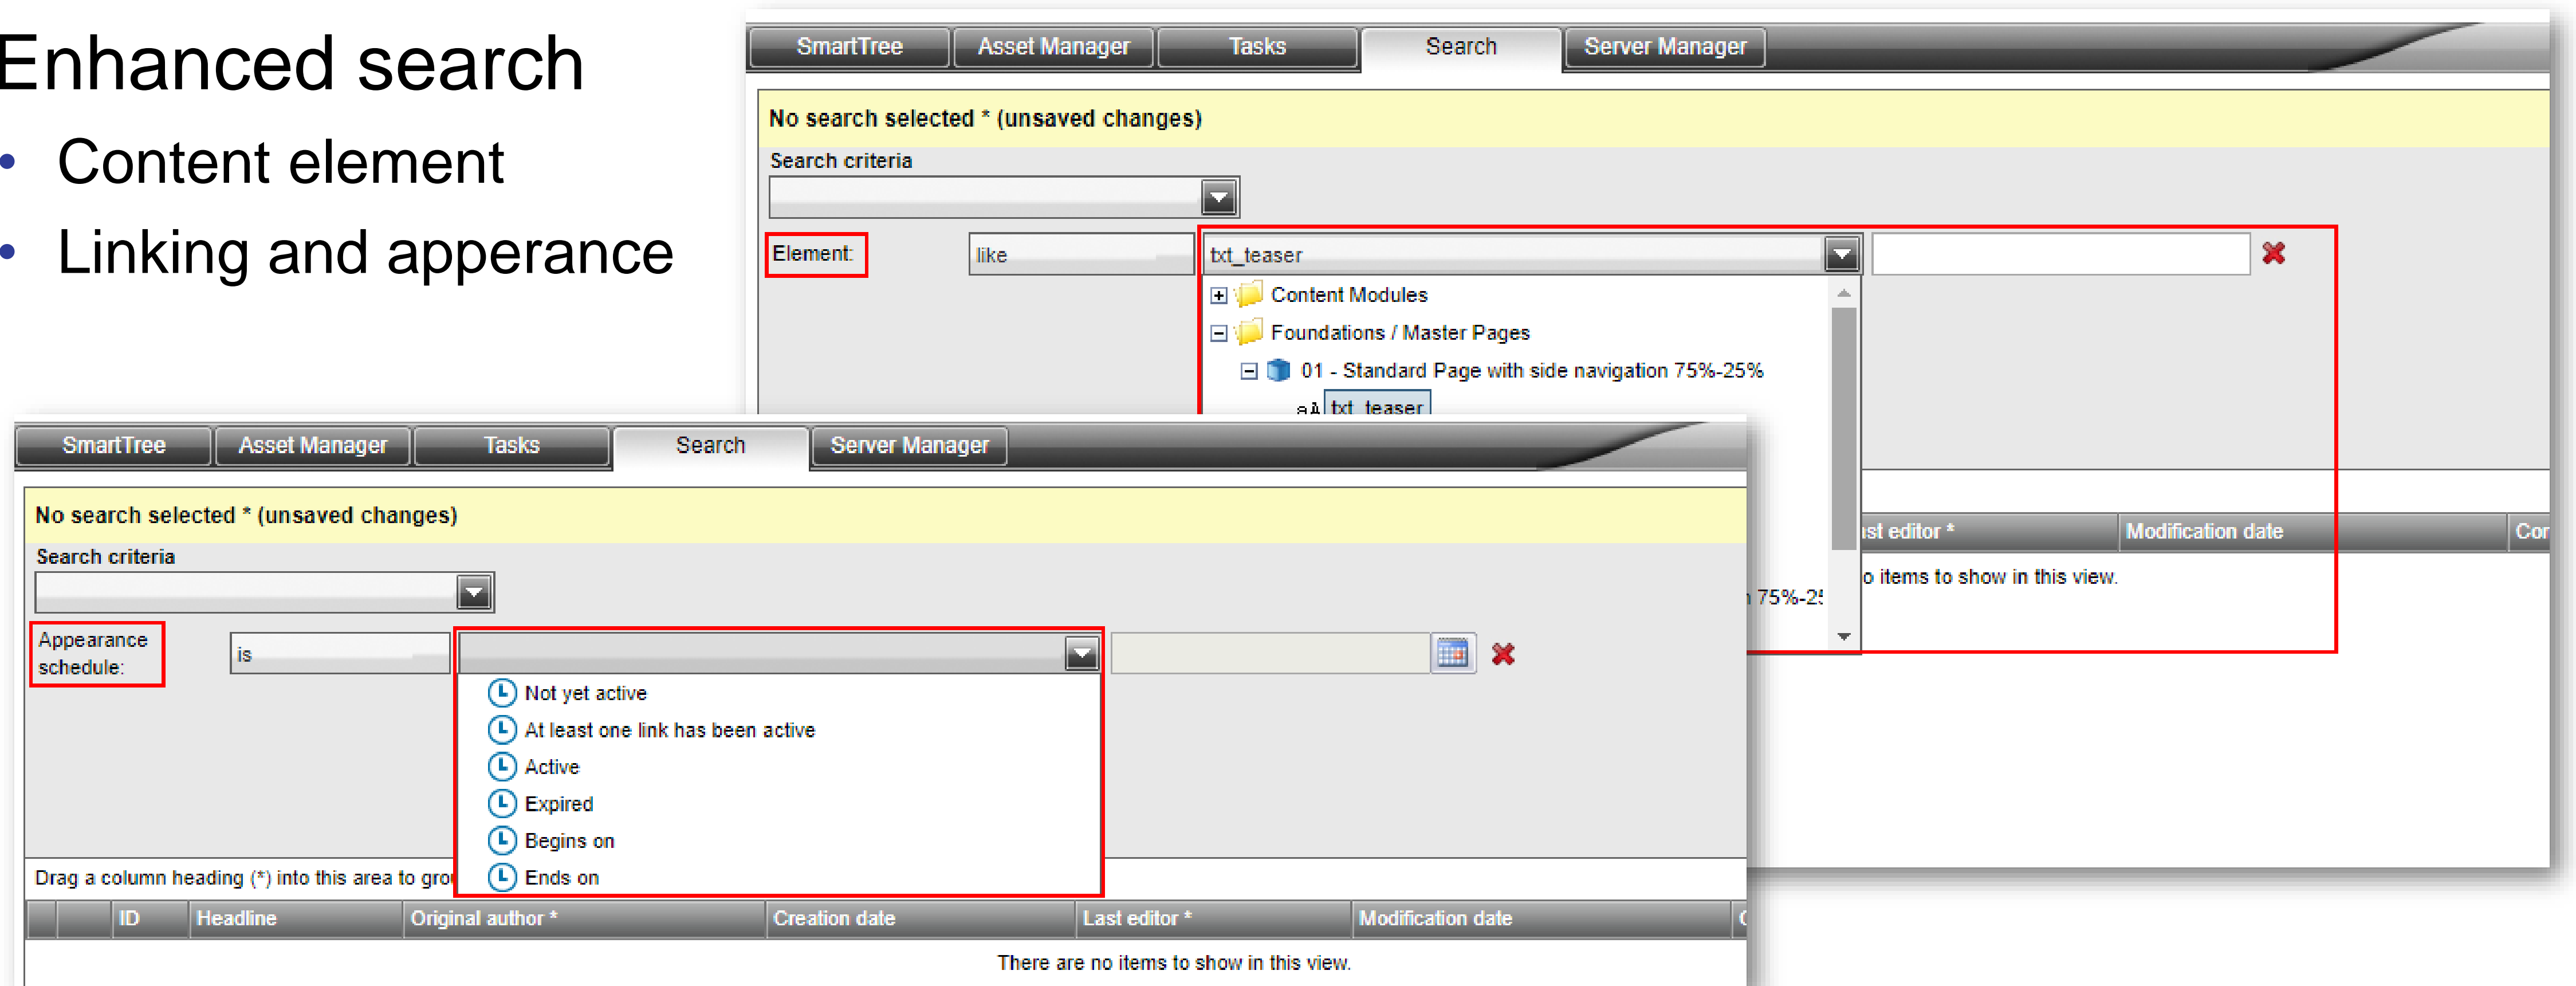 Enhanced search
• Content element
• Linking and apperance
SmartTree Asset Manager Tasks Search Server Manager
No search selected * (unsaved changes)
Search criteria
Element: like txt_teaser
Content Modules
Foundations / Master Pages
01 - Standard Page with side navigation 75%-25%
txt_teaser
editor * Modification date
items to show in this view.
75%-25
SmartTree Asset Manager Tasks Search Server Manager
No search selected * (unsaved changes)
Search criteria
Appearance
schedule:
is
Not yet active
At least one link has been active
Active
Expired
Begins on
Ends on
Drag a column heading (*) into this area to grou
ID Headline Original author * Creation date Last editor * Modification date
There are no items to show in this view.